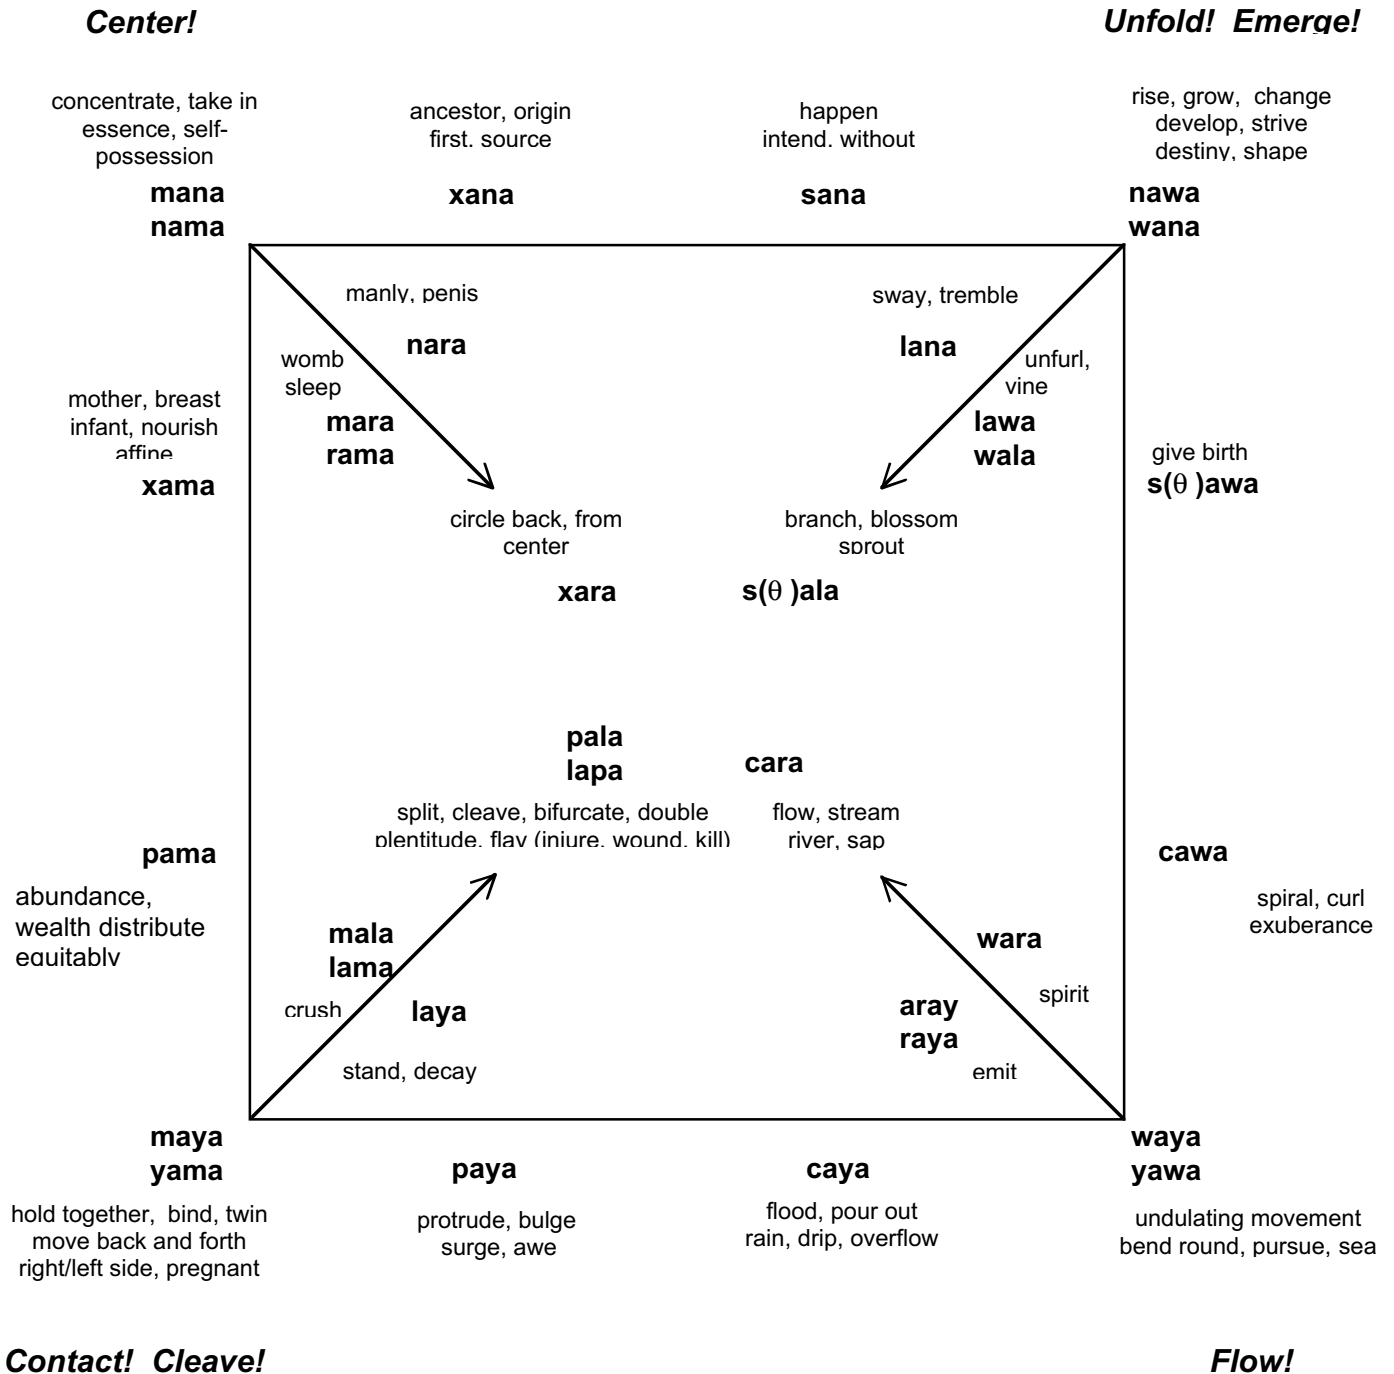 Center!
Unfold! Emerge!
concentrate, take in
essence, self-
possession
mana
nama
ancestor, origin
first. source
xana
happen
intend. without
sana
rise, grow, change
develop, strive
destiny, shape
nawa
wana
manly, penis
nara
womb
sleep
mara
rama
sway, tremble
lana
unfurl,
vine
lawa
wala
mother, breast
infant, nourish
affine
xama
give birth
s(θ )awa
circle back, from
center
xara
branch, blossom
sprout
s(θ )ala
pala
lapa
split, cleave, bifurcate, double
plentitude. flay (injure. wound. kill)
cara
flow, stream
river, sap
pama
abundance,
wealth distribute
equitably
cawa
spiral, curl
exuberance
mala
lama
crush
laya
stand, decay
wara
spirit
aray
raya
emit
maya
yama
hold together, bind, twin
move back and forth
right/left side, pregnant
paya
protrude, bulge
surge, awe
caya
flood, pour out
rain, drip, overflow
waya
yawa
undulating movement
bend round, pursue, sea
Contact! Cleave!
Flow!